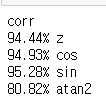 corr
94.44% z
94.93% cos
95.28% sin
80.82% atan2